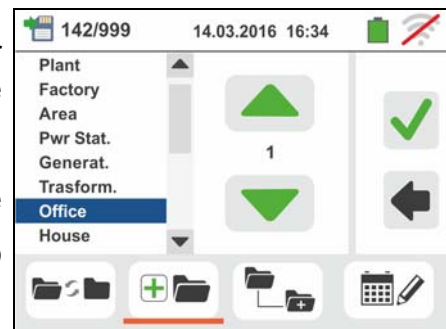 142/999 14.03.2016 16:34
Plant
Factory
Area
Pwr Stat.
Generat.
Trasform.
Office
House
1